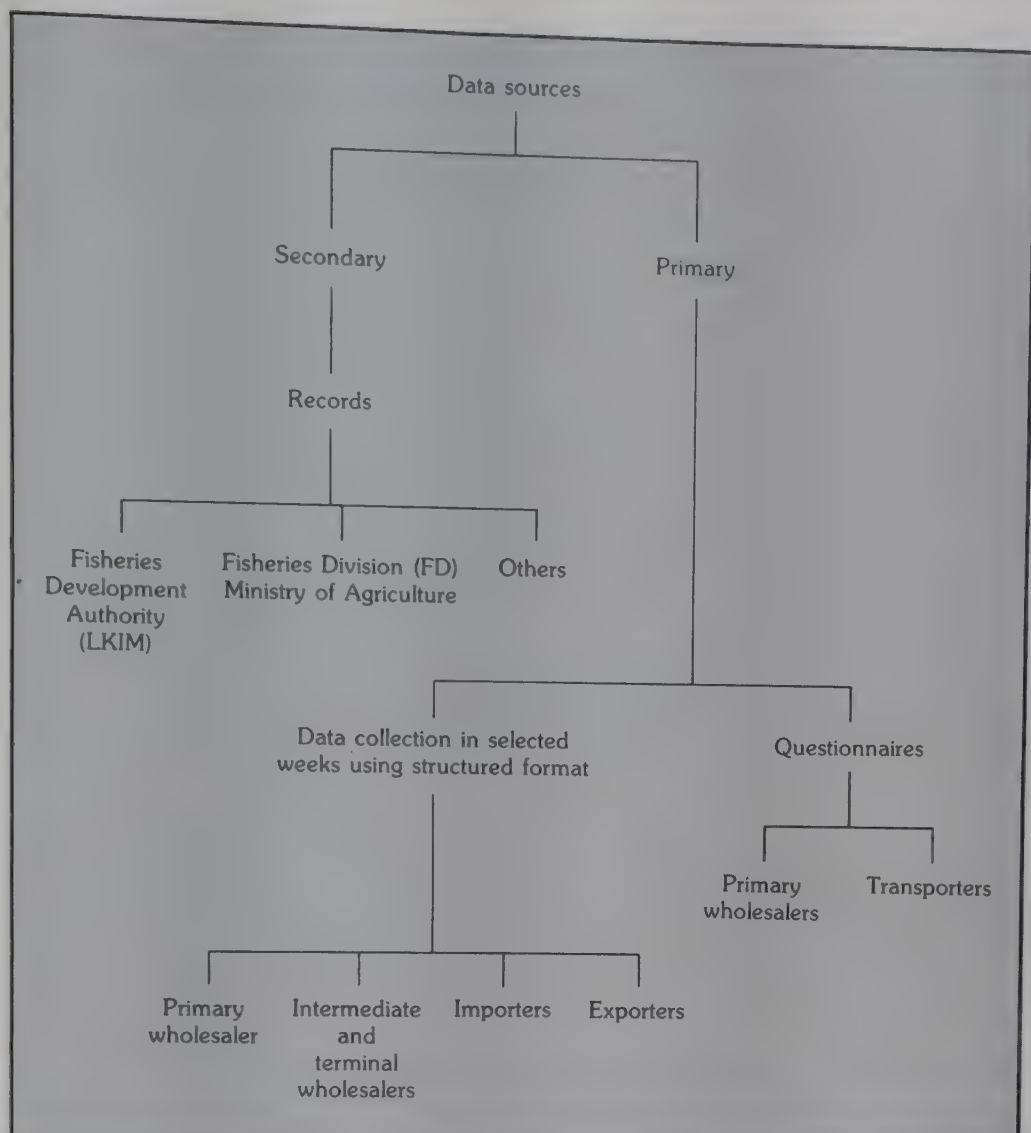 Data sources
Secondary
Primary
Records
Fisheries
Development
Authority
(LKIM)
Fisheries Division (FD)
Ministry of Agriculture
Others
Data collection in selected
weeks using structured format
Questionnaires
Primary
wholesalers
Transporters
Primary
wholesaler
Intermediate
and
terminal
wholesalers
Importers
Exporters